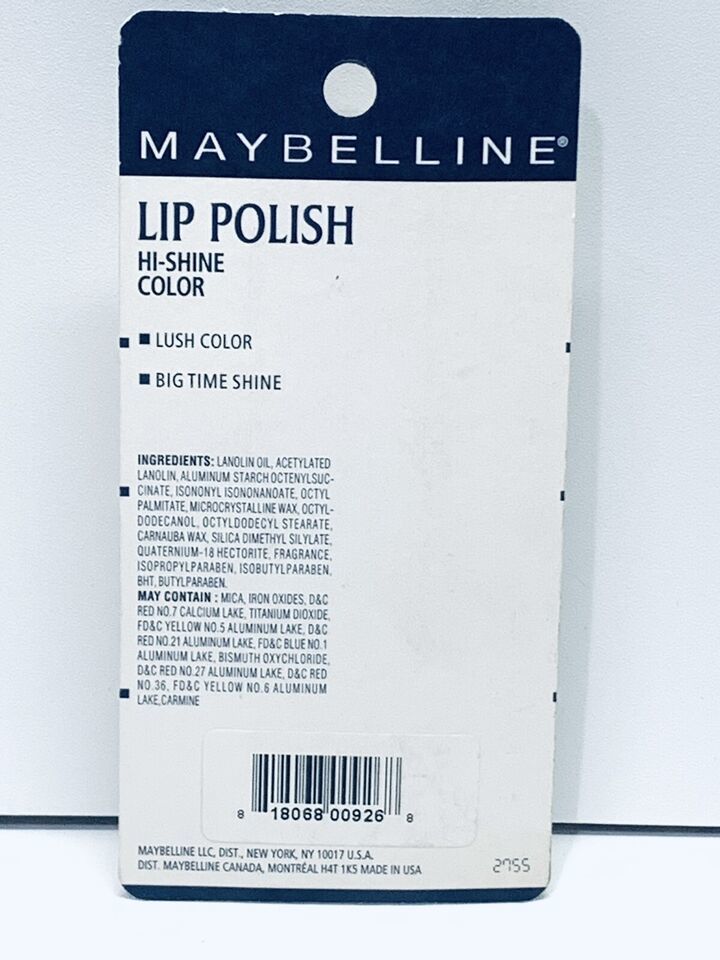 MAYBELLINE®
LIP POLISH
HI-SHINE
COLOR
■ LUSH COLOR
■ BIG TIME SHINE
INGREDIENTS: LANOLIN OIL, ACETYLATED
LANOLIN, ALUMINUM STARCH OCTENYLSUC-
CINATE, ISONONYL ISONONANOATE, OCTYL
PALMITATE, MICROCRYSTALLINE WAX, OCTYL-
DODECANOL, OCTYLDODECYL STEARATE,
CARNAUBA WAX, SILICA DIMETHYL SILYLATE,
QUATERNIUM-18 HECTORITE, FRAGRANCE,
ISOPROPYLPARABEN, ISOBUTYLPARABEN,
BHT, BUTYLPARABEN.
MAY CONTAIN : MICA, IRON OXIDES, D&C
RED NO.7 CALCIUM LAKE, TITANIUM DIOXIDE,
FD&C YELLOW NO.5 ALUMINUM LAKE, D&C
RED NO.21 ALUMINUM LAKE, FD&C BLUE NO.1
ALUMINUM LAKE, BISMUTH OXYCHLORIDE,
D&C RED NO.27 ALUMINUM LAKE, D&C RED
NO.36, FD&C YELLOW NO.6 ALUMINUM
LAKE,CARMINE
8 18068 00926 8
MAYBELLINE LLC, DIST., NEW YORK, NY 10017 U.S.A.
DIST. MAYBELLINE CANADA, MONTRÉAL H4T 1K5 MADE IN USA
2755